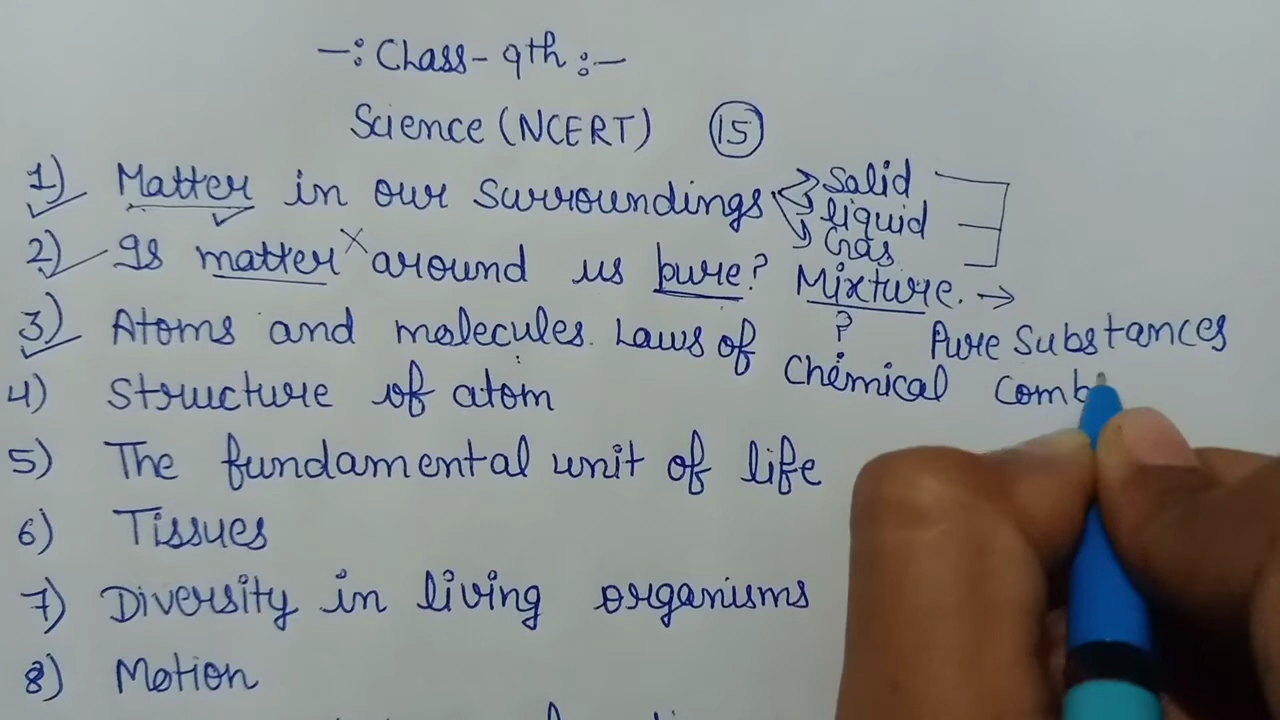 -: Class - 9th :-
Science (NCERT) 15
1) Matter in our surroundings Solid
liquid
Gas
2) Is matter around us pure? Mixture. →
?
Pure Substances
3) Atoms and molecules. Laws of
Chemical Comb
4) Structure of atom
5) The fundamental unit of life
6) Tissues
7) Diversity in living organisms
8) Motion